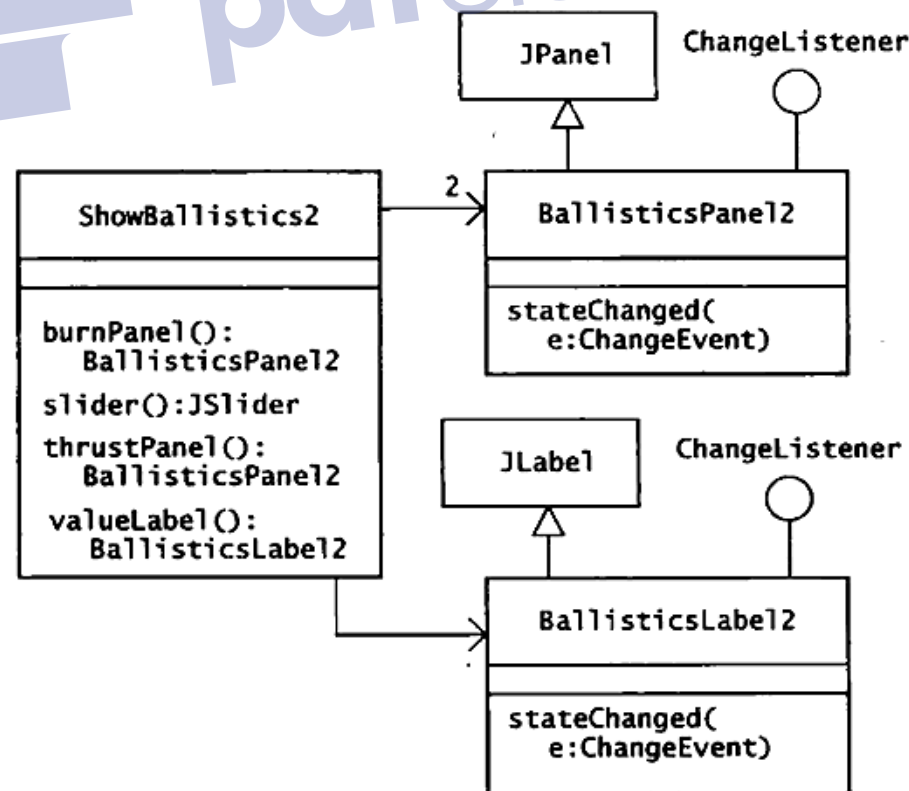 JPanel
ChangeListener
ShowBallistics2
2
BallisticsPanel2
burnPanel():
BallisticsPanel2
slider():JSlider
thrustPanel():
BallisticsPanel2
valueLabel():
BallisticsLabel2
stateChanged(
e:ChangeEvent)
JLabel
ChangeListener
BallisticsLabel2
stateChanged(
e:ChangeEvent)